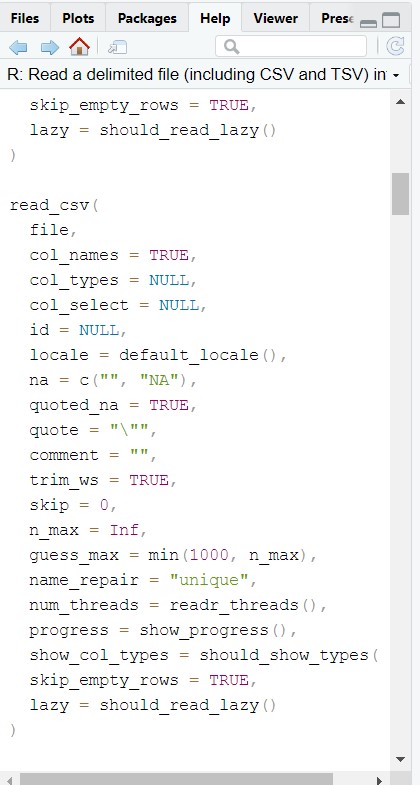 Files Plots Packages Help Viewer Prese
R: Read a delimited file (including CSV and TSV) in
skip_empty_rows = TRUE,
lazy = should_read_lazy()
)
read_csv(
file,
col_names = TRUE,
col_types = NULL,
col_select = NULL,
id = NULL,
locale = default_locale(),
na = c("", "NA"),
quoted_na = TRUE,
quote = "\"",
comment = "",
trim_ws = TRUE,
skip = 0,
n_max = Inf,
guess_max = min(1000, n_max),
name_repair = "unique",
num_threads = readr_threads(),
progress = show_progress(),
show_col_types = should_show_types(
skip_empty_rows = TRUE,
lazy = should_read_lazy()
)